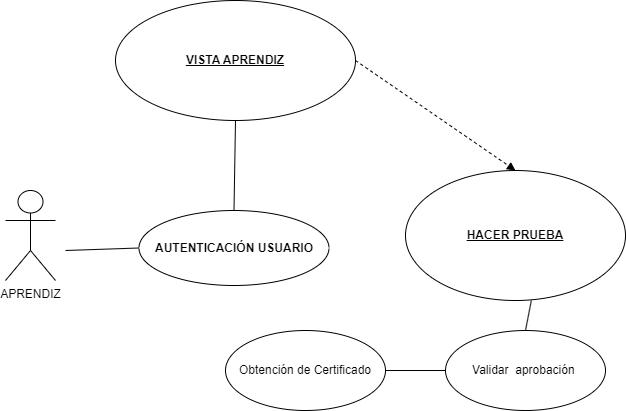 VISTA APRENDIZ
HACER PRUEBA
AUTENTICACIÓN USUARIO
APRENDIZ
Obtención de Certificado
Validar aprobación